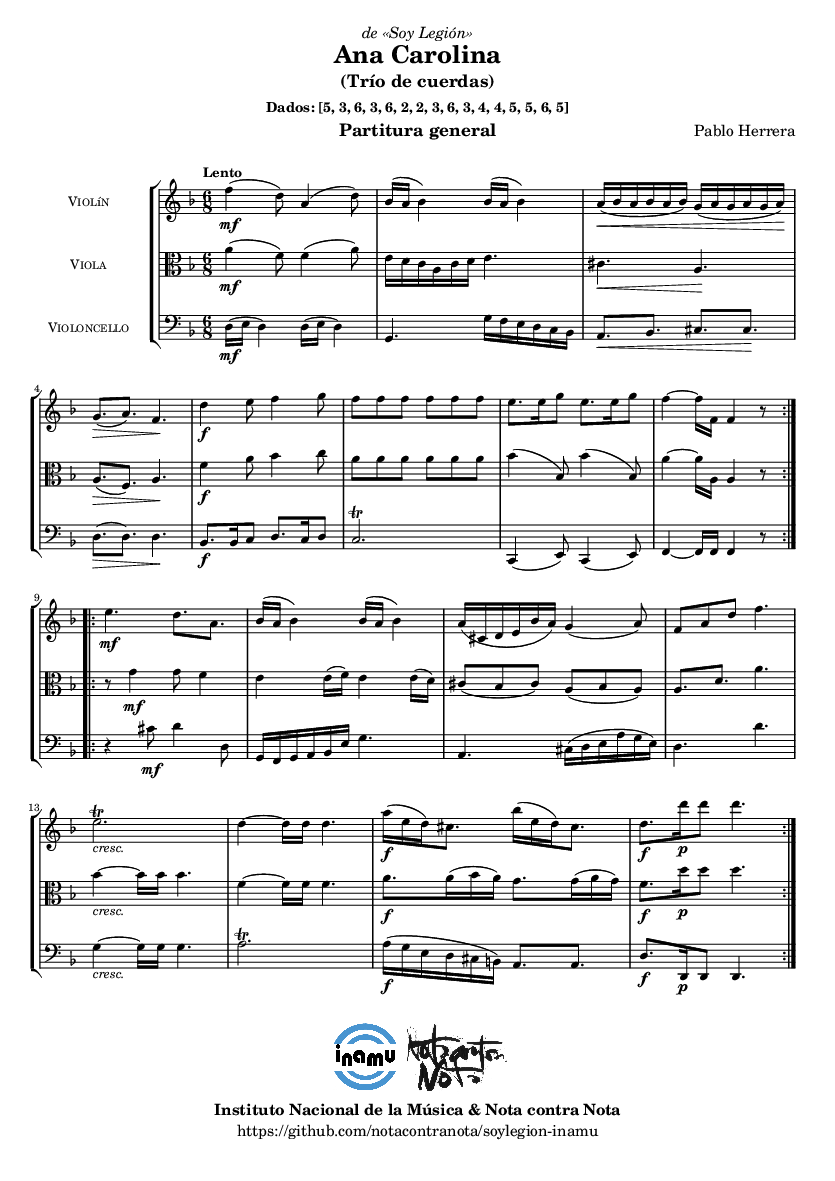 de «Soy Legión»
Ana Carolina
(Trío de cuerdas)
Dados: [5, 3, 6, 3, 6, 2, 2, 3, 6, 3, 4, 4, 5, 5, 6, 5]
Partitura general
Pablo Herrera
Lento
Violín
mf
Viola
mf
Violoncello
mf
4
f
f
tr
f
9
mf
mf
mf
13
tr
cresc.
f
f
p
cresc.
f
f
p
tr
cresc.
f
f
p
inamu
Nota contra
Nota
Instituto Nacional de la Música & Nota contra Nota
https://github.com/notacontranota/soylegion-inamu